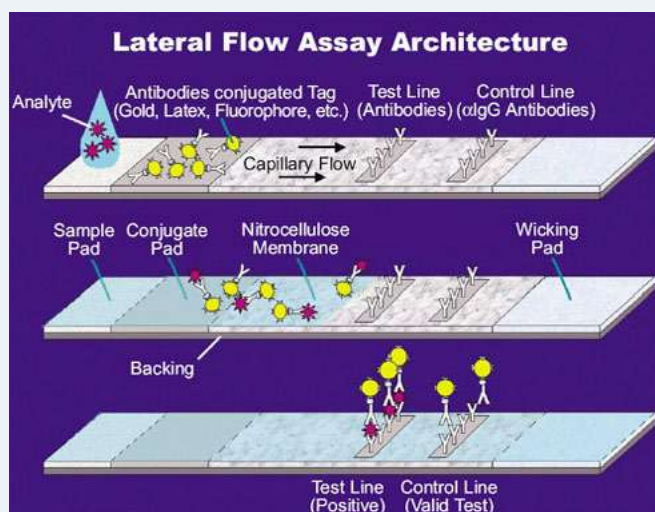 Lateral Flow Assay Architecture
Analyte
Antibodies conjugated Tag
(Gold, Latex, Fluorophore, etc.)
Test Line
(Antibodies)
Control Line
(αIgG Antibodies)
Capillary Flow
Sample
Pad
Conjugate
Pad
Nitrocellulose
Membrane
Wicking
Pad
Backing
Test Line
(Positive)
Control Line
(Valid Test)